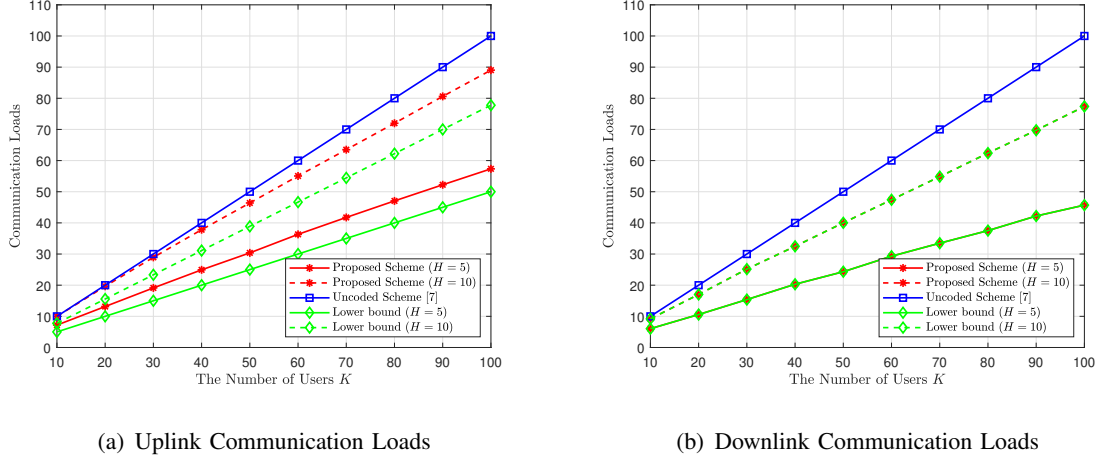 110
100
90
80
70
60
50
40
30
20
10
0
Communication Loads
10 20 30 40 50 60 70 80 90 100
The Number of Users K
Proposed Scheme (H = 5)
Proposed Scheme (H = 10)
Uncoded Scheme [7]
Lower bound (H = 5)
Lower bound (H = 10)
(a) Uplink Communication Loads
110
100
90
80
70
60
50
40
30
20
10
0
Communication Loads
10 20 30 40 50 60 70 80 90 100
The Number of Users K
Proposed Scheme (H = 5)
Proposed Scheme (H = 10)
Uncoded Scheme [7]
Lower bound (H = 5)
Lower bound (H = 10)
(b) Downlink Communication Loads